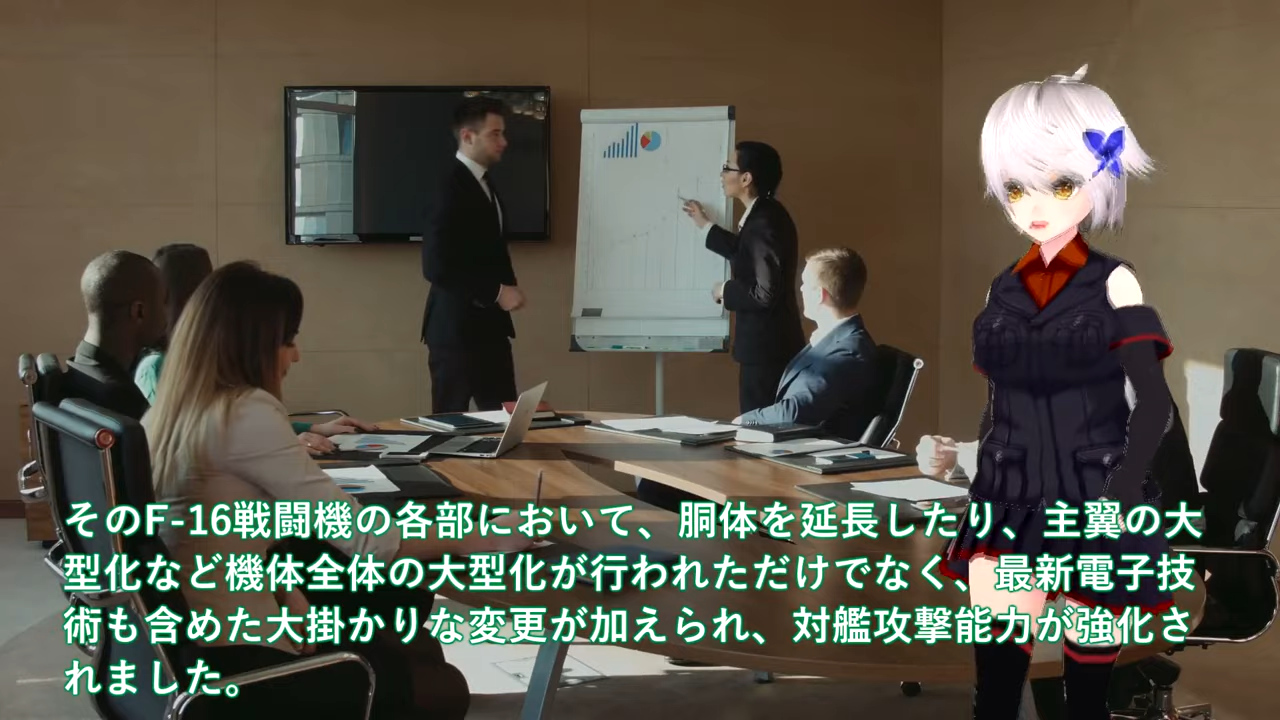 そのF-16戦闘機の各部において、胴体を延長したり、主翼の大
型化など機体全体の大型化が行われただけでなく、最新電子技
術も含めた大掛かりな変更が加えられ、対艦攻撃能力が強化さ
れました。